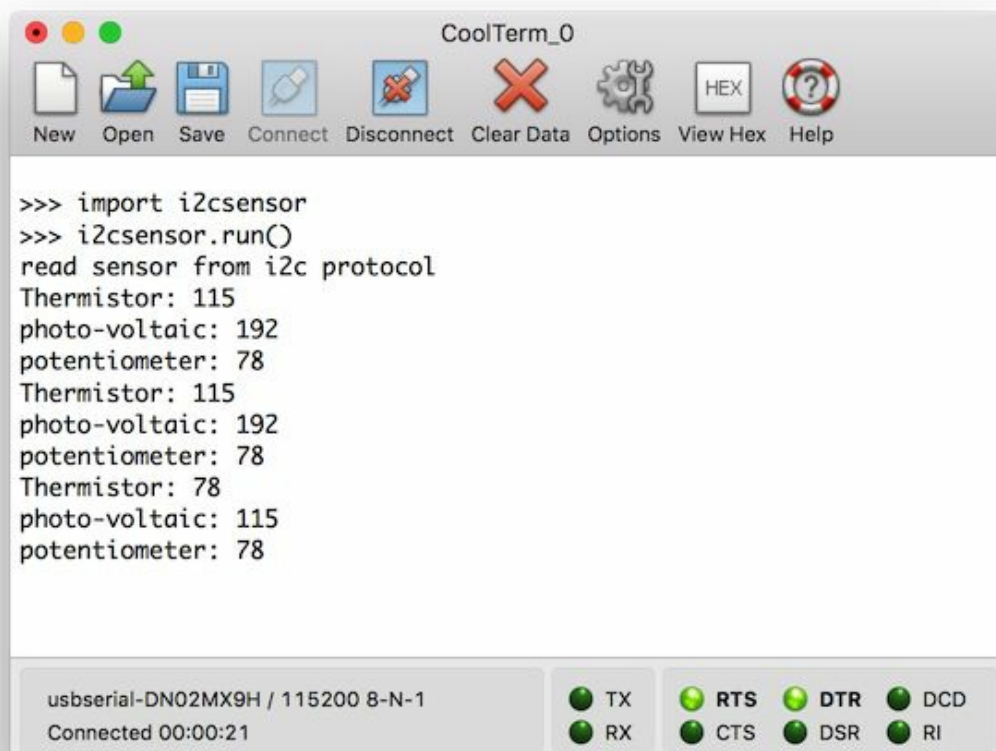 CoolTerm_0
New Open Save Connect Disconnect Clear Data Options View Hex Help
HEX
>>> import i2csensor
>>> i2csensor.run()
read sensor from i2c protocol
Thermistor: 115
photo-voltaic: 192
potentiometer: 78
Thermistor: 115
photo-voltaic: 192
potentiometer: 78
Thermistor: 78
photo-voltaic: 115
potentiometer: 78
usbserial-DN02MX9H / 115200 8-N-1
Connected 00:00:21
TX RTS DTR DCD
RX CTS DSR RI